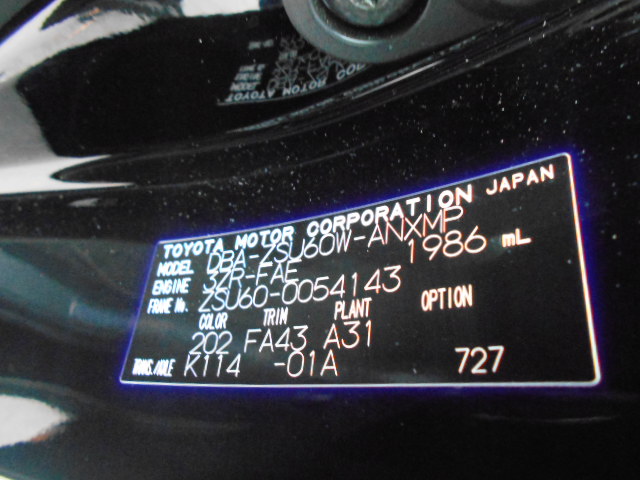 TOYOTA MOTOR CORPORATION JAPAN
MODEL DBA-ZSU60W-ANXMP
ENGINE 3ZR-FAE 1986 mL
FRAME No. ZSU60-0054143
COLOR TRIM PLANT OPTION
202 FA43 A31
TRANS./AXLE K114 -01A 727